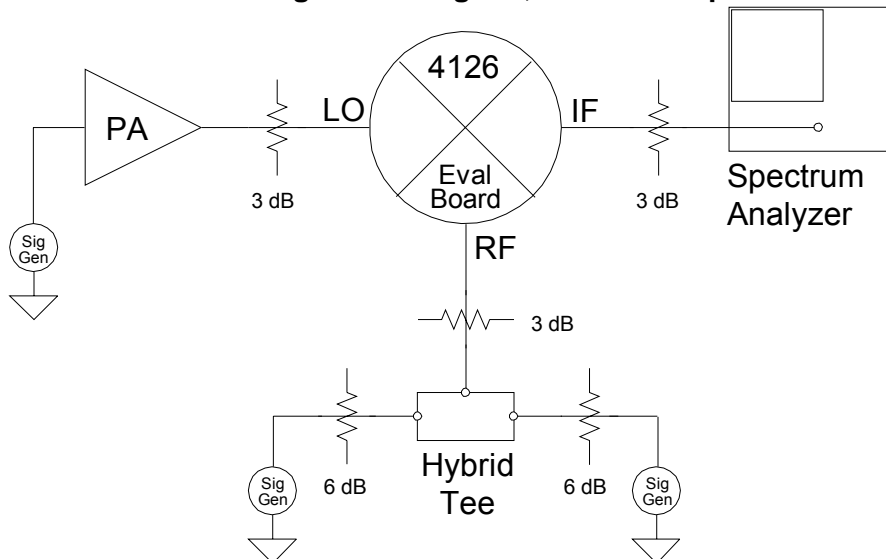 4126
PA
LO
IF
Eval
Board
3 dB
3 dB
Spectrum
Analyzer
Sig
Gen
RF
3 dB
6 dB
Hybrid
Tee
6 dB
Sig
Gen
Sig
Gen